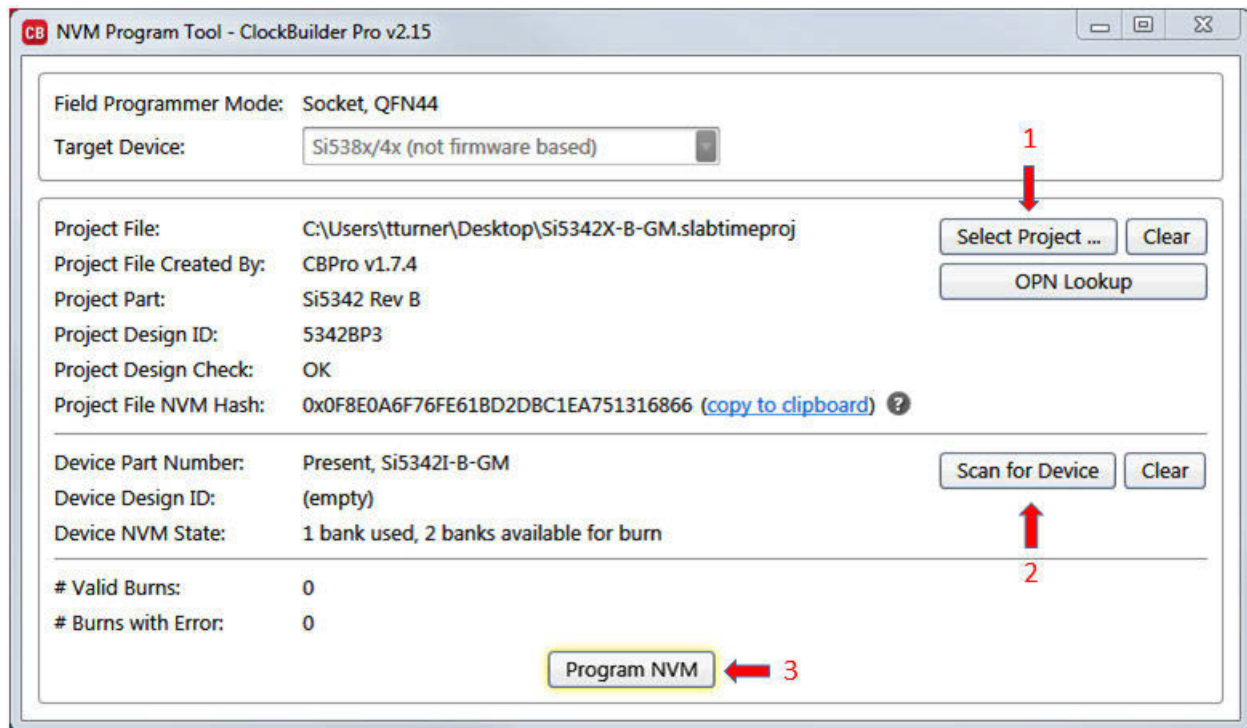 CB NVM Program Tool - ClockBuilder Pro v2.15
Field Programmer Mode: Socket, QFN44
Target Device: Si538x/4x (not firmware based)
1
Project File: C:\Users\tturner\Desktop\Si5342X-B-GM.slabtimeproj Select Project ... Clear
Project File Created By: CBPro v1.7.4
OPN Lookup
Project Part: Si5342 Rev B
Project Design ID: 5342BP3
Project Design Check: OK
Project File NVM Hash: 0x0F8E0A6F76FE61BD2DBC1EA751316866 (copy to clipboard) ?
Device Part Number: Present, Si5342I-B-GM Scan for Device Clear
Device Design ID: (empty)
Device NVM State: 1 bank used, 2 banks available for burn
2
# Valid Burns: 0
# Burns with Error: 0
Program NVM 3